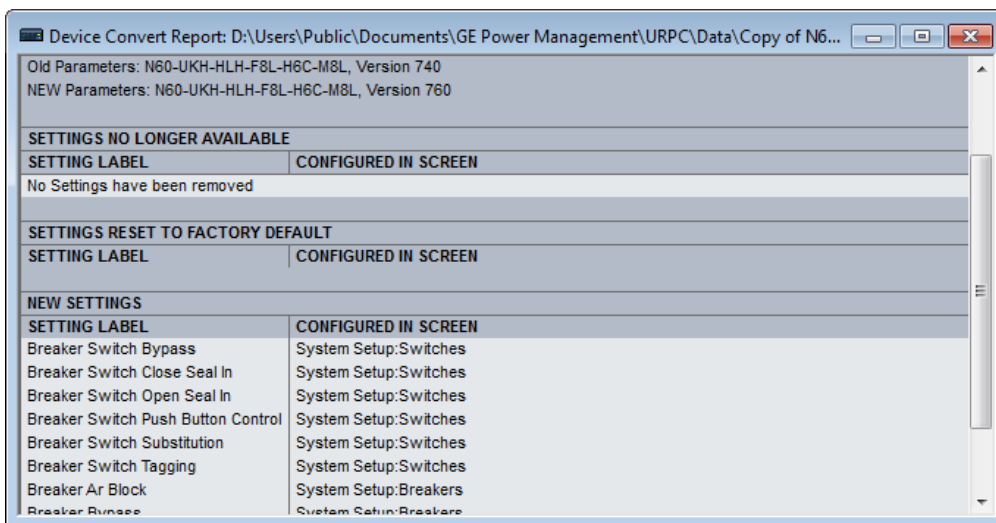 Device Convert Report: D:\Users\Public\Documents\GE Power Management\URPC\Data\Copy of N6...
Old Parameters: N60-UKH-HLH-F8L-H6C-M8L, Version 740
NEW Parameters: N60-UKH-HLH-F8L-H6C-M8L, Version 760
SETTINGS NO LONGER AVAILABLE
SETTING LABEL CONFIGURED IN SCREEN
No Settings have been removed
SETTINGS RESET TO FACTORY DEFAULT
SETTING LABEL CONFIGURED IN SCREEN
NEW SETTINGS
SETTING LABEL CONFIGURED IN SCREEN
Breaker Switch Bypass System Setup:Switches
Breaker Switch Close Seal In System Setup:Switches
Breaker Switch Open Seal In System Setup:Switches
Breaker Switch Push Button Control System Setup:Switches
Breaker Switch Substitution System Setup:Switches
Breaker Switch Tagging System Setup:Switches
Breaker Ar Block System Setup:Breakers
Breaker Bypass System Setup:Breakers